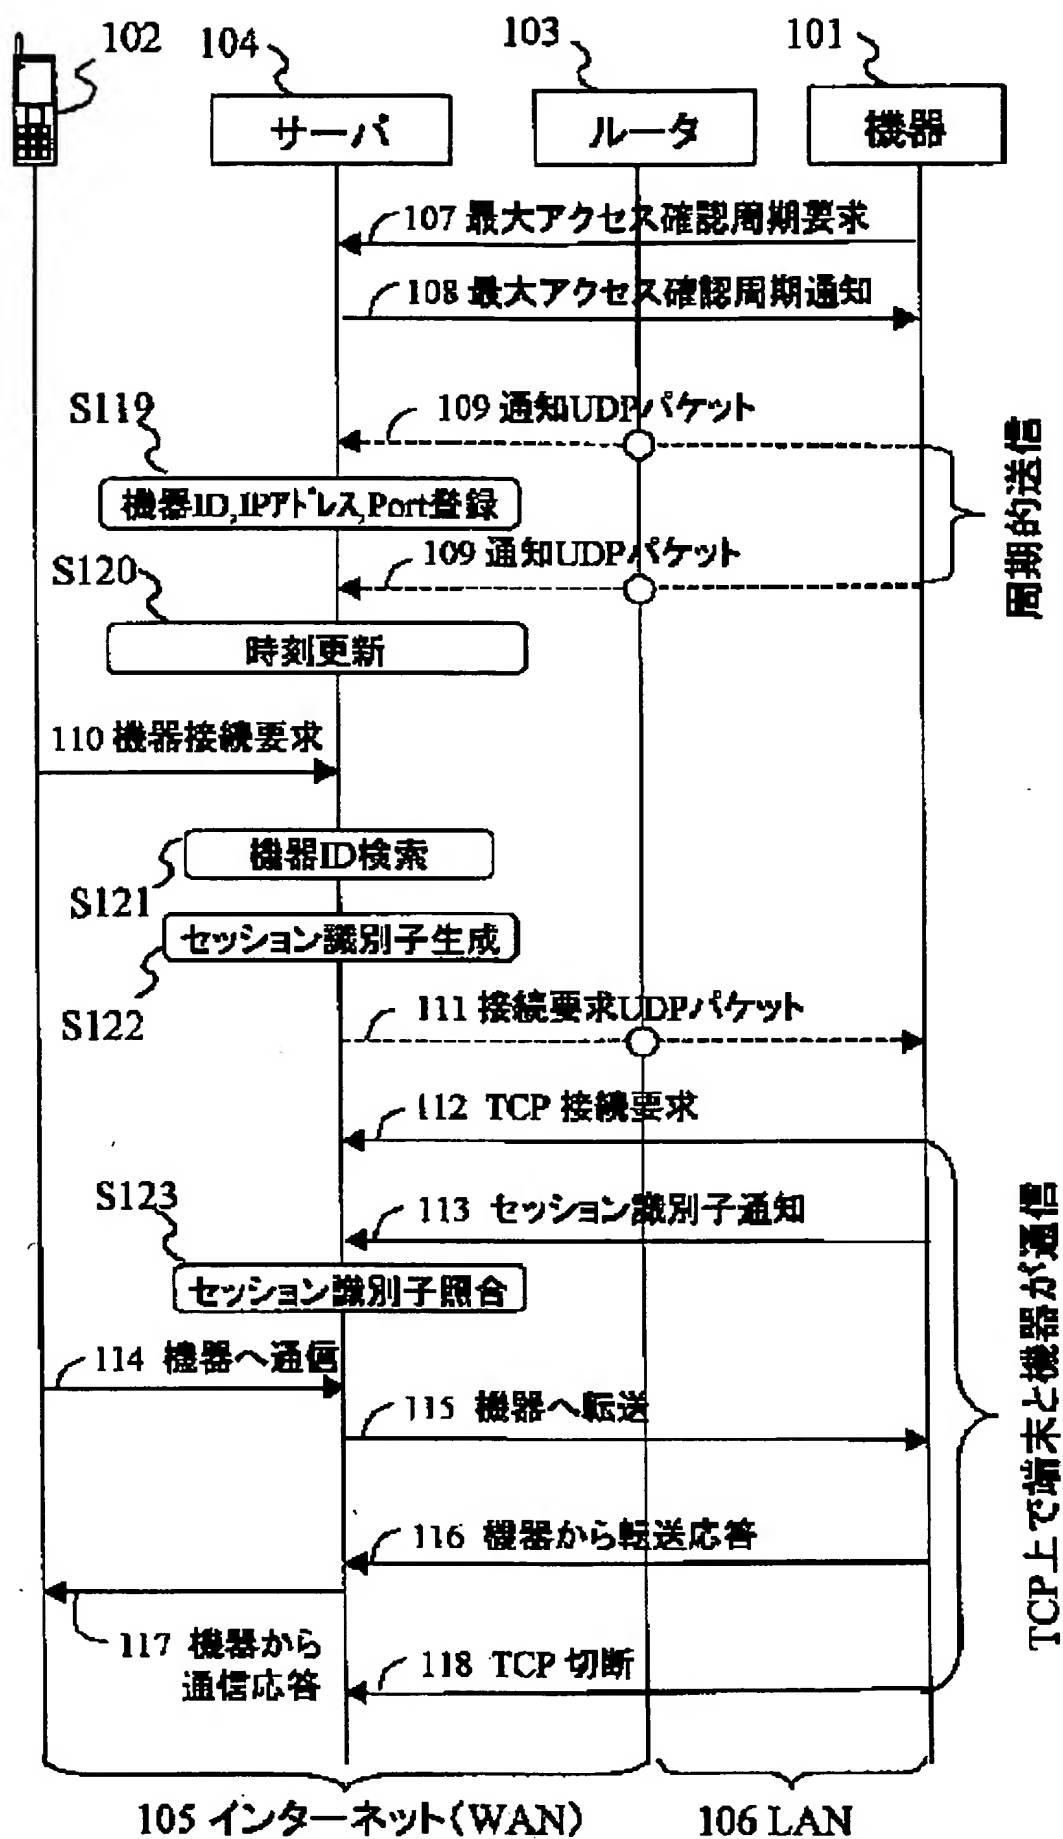 102
104
103
101
サーバ
ルータ
機器
107 最大アクセス確認周期要求
108 最大アクセス確認周期通知
S119
109 通知UDPパケット
機器ID,IPアドレス,Port登録
周期的送信
S120
109 通知UDPパケット
時刻更新
110 機器接続要求
機器ID検索
S121
セッション識別子生成
S122
111 接続要求UDPパケット
112 TCP 接続要求
S123
113 セッション識別子通知
セッション識別子照合
TCP上で端末と機器が通信
114 機器へ通信
115 機器へ転送
116 機器から転送応答
117 機器から
通信応答
118 TCP 切断
105 インターネット(WAN)
106 LAN